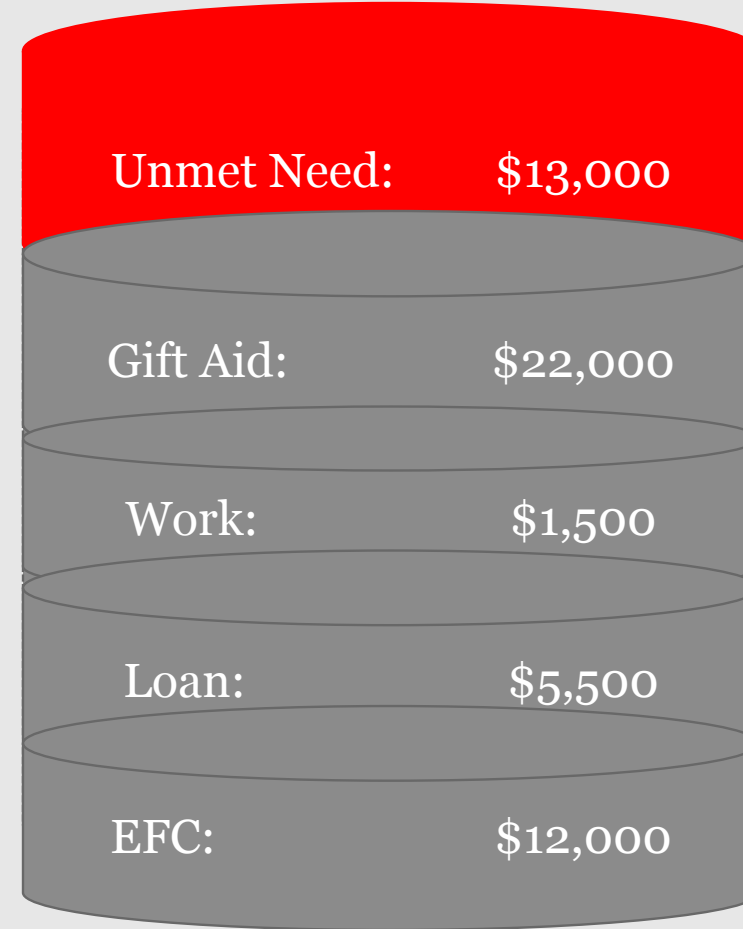 Unmet Need: $13,000
Gift Aid: $22,000
Work: $1,500
Loan: $5,500
EFC: $12,000